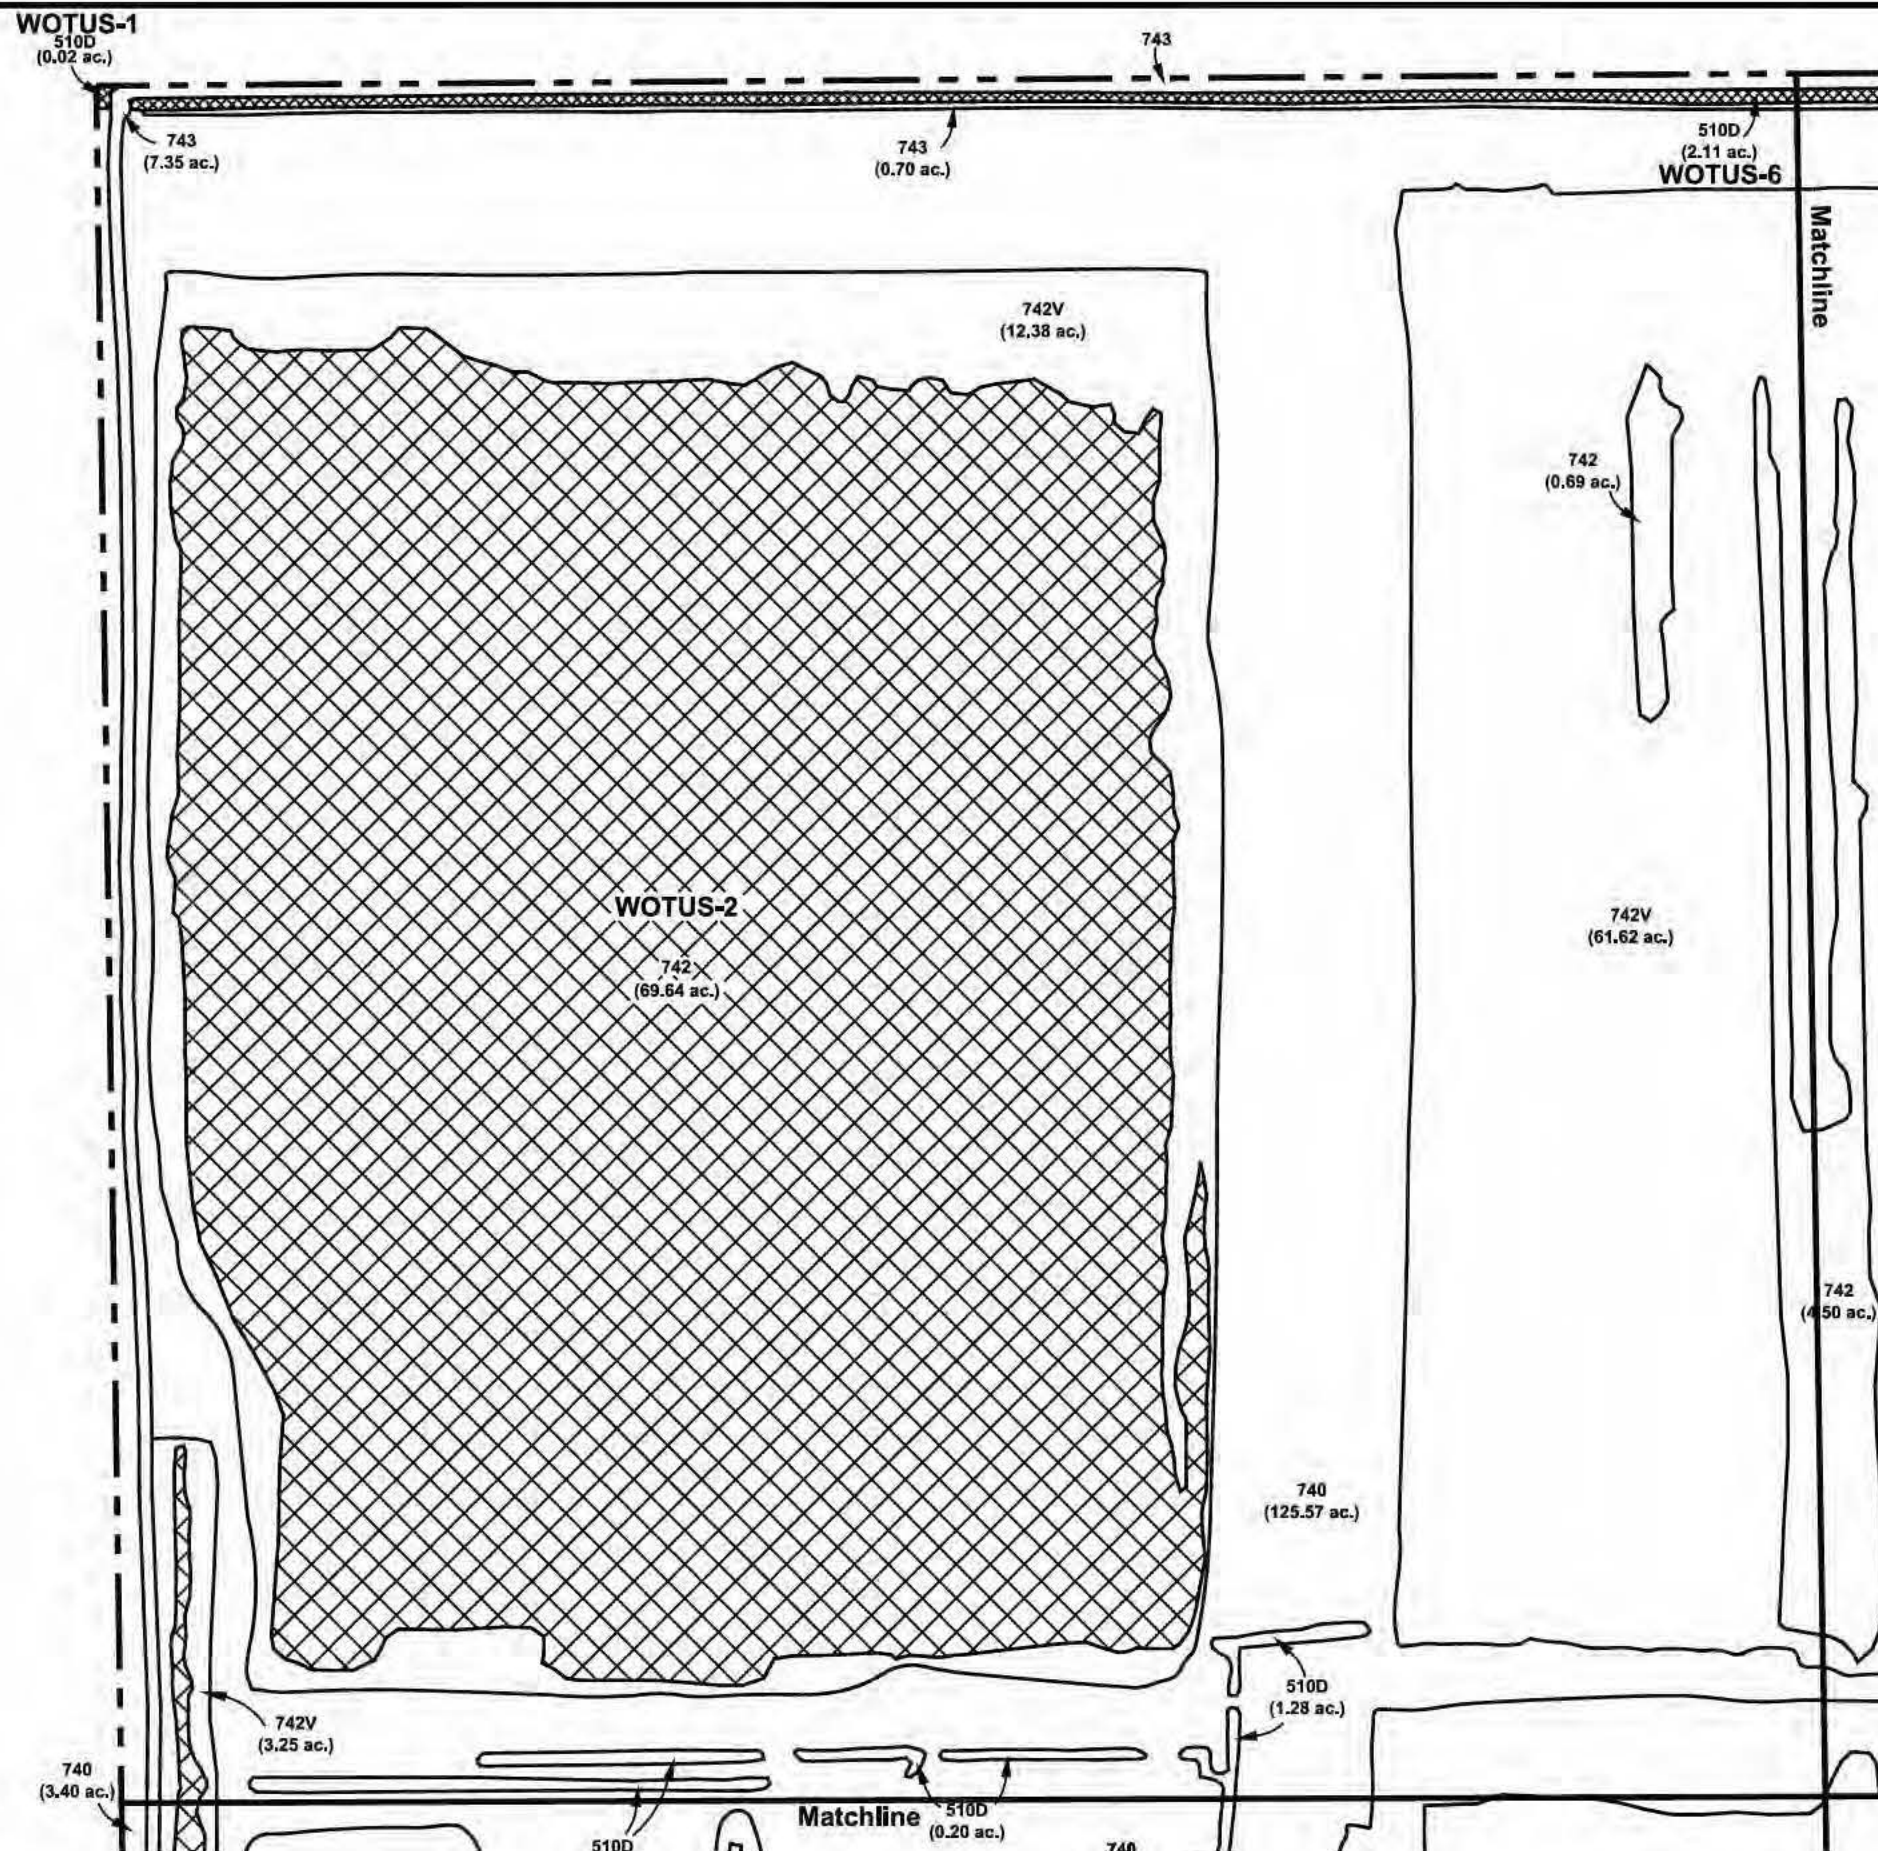 WOTUS-1
510D
(0.02 ac.)
743
743
(7.35 ac.)
743
(0.70 ac.)
510D
(2.11 ac.)
WOTUS-6
Matchline
742V
(12.38 ac.)
742
(0.69 ac.)
WOTUS-2
742
(69.64 ac.)
742V
(61.62 ac.)
742
(4.50 ac.)
740
(125.57 ac.)
510D
(1.28 ac.)
742V
(3.25 ac.)
740
(3.40 ac.)
Matchline
510D
(0.20 ac.)
510D
740